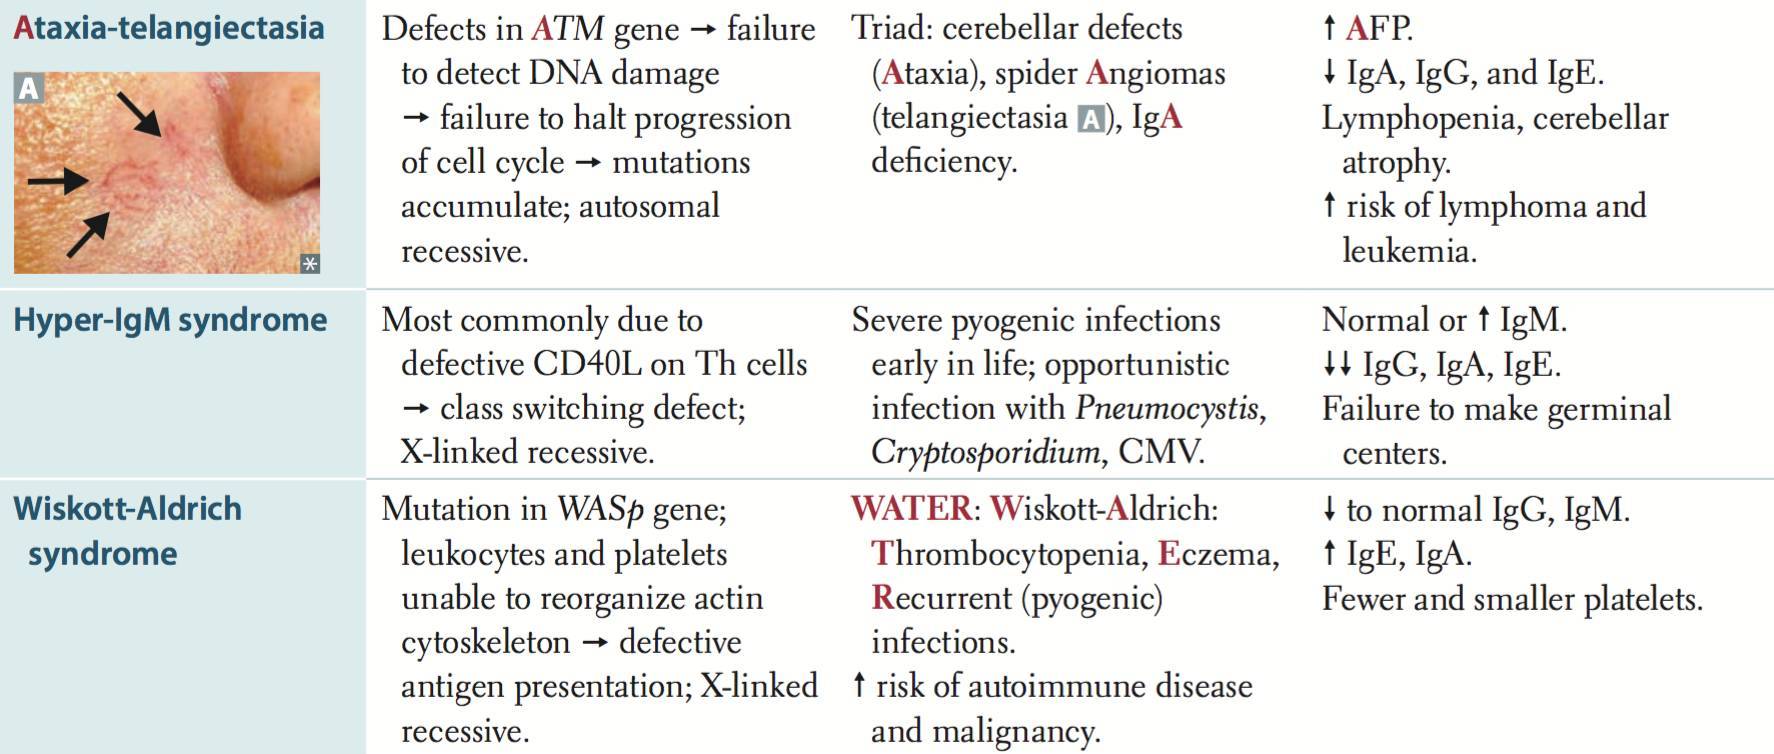 Ataxia-telangiectasia
A
*
Defects in ATM gene → failure
to detect DNA damage
→ failure to halt progression
of cell cycle → mutations
accumulate; autosomal
recessive.
Triad: cerebellar defects
(Ataxia), spider Angiomas
(telangiectasia A), IgA
deficiency.
↑ AFP.
↓ IgA, IgG, and IgE.
Lymphopenia, cerebellar
atrophy.
↑ risk of lymphoma and
leukemia.
Hyper-IgM syndrome
Most commonly due to
defective CD40L on Th cells
→ class switching defect;
X-linked recessive.
Severe pyogenic infections
early in life; opportunistic
infection with Pneumocystis,
Cryptosporidium, CMV.
Normal or ↑ IgM.
↓↓ IgG, IgA, IgE.
Failure to make germinal
centers.
Wiskott-Aldrich
syndrome
Mutation in WASp gene;
leukocytes and platelets
unable to reorganize actin
cytoskeleton → defective
antigen presentation; X-linked
recessive.
WATER: Wiskott-Aldrich:
Thrombocytopenia, Eczema,
Recurrent (pyogenic)
infections.
↑ risk of autoimmune disease
and malignancy.
↓ to normal IgG, IgM.
↑ IgE, IgA.
Fewer and smaller platelets.